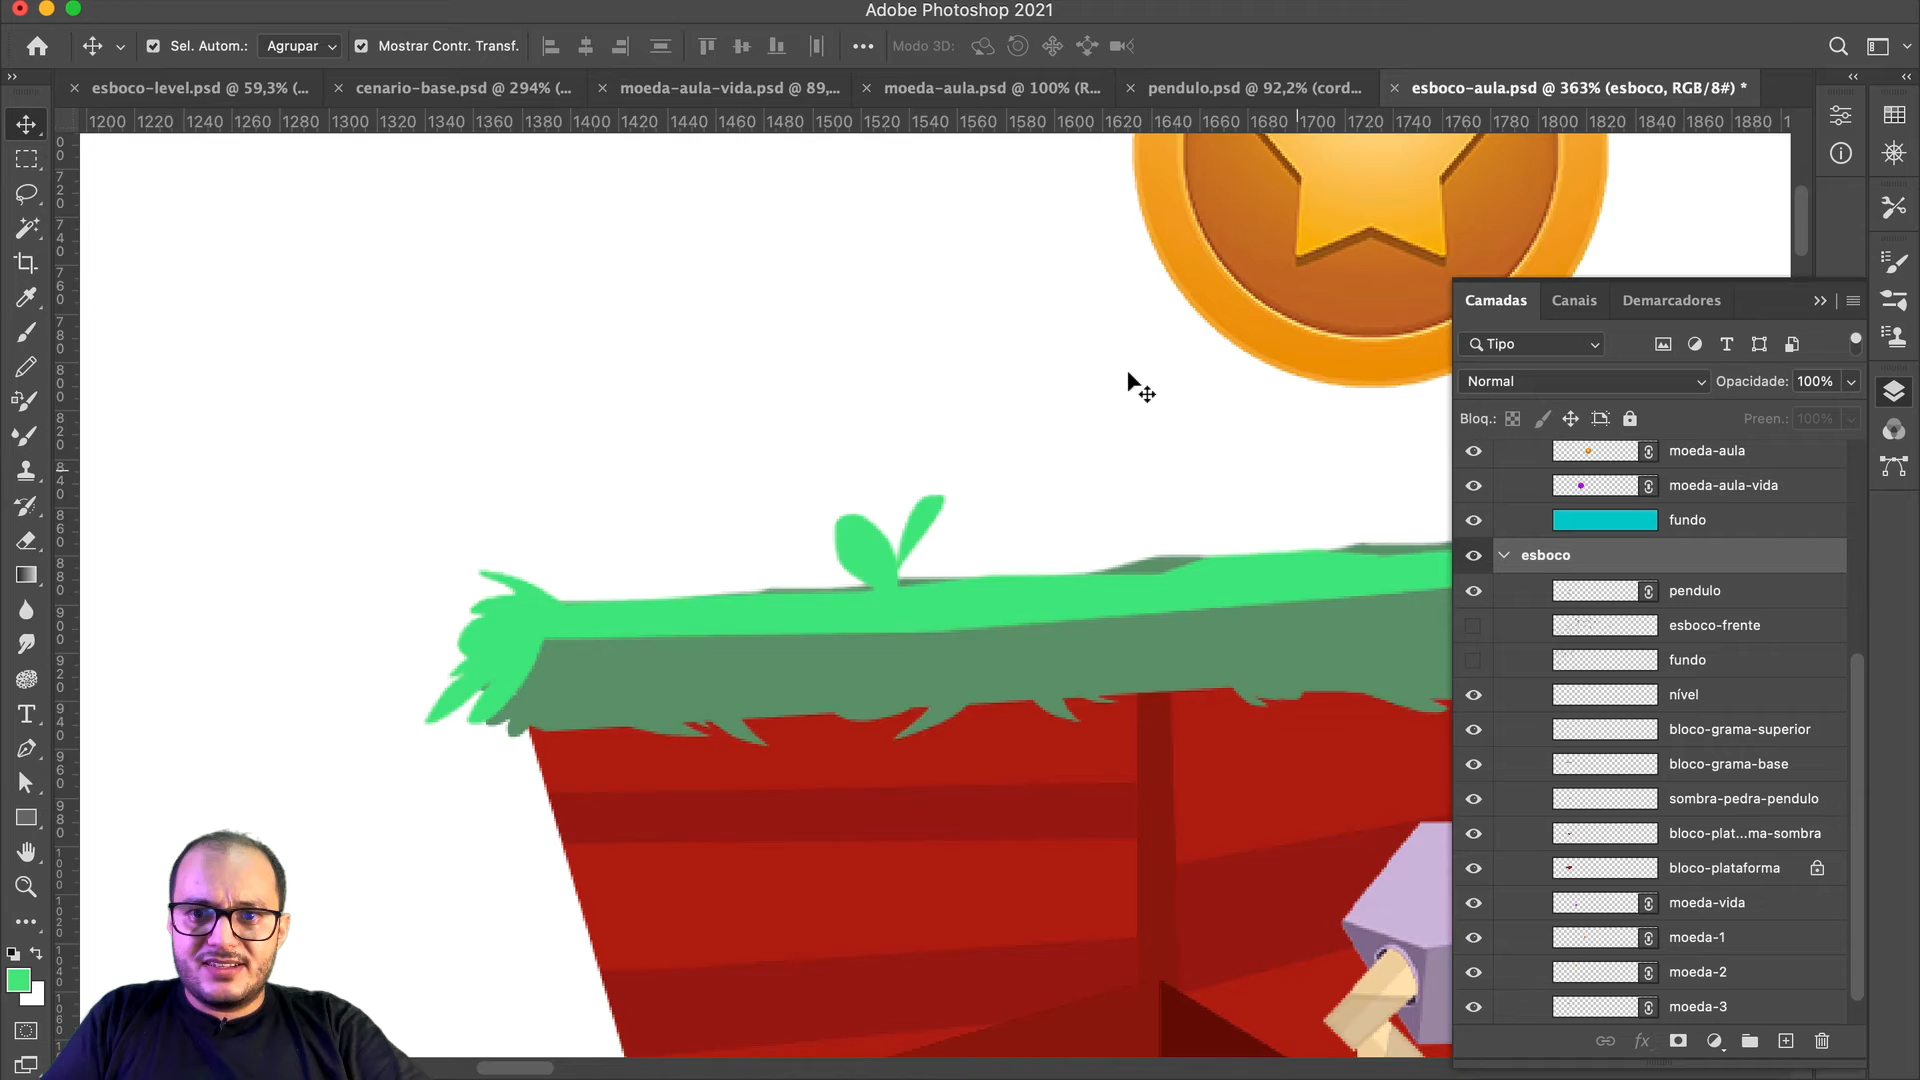 Adobe Photoshop 2021
Sel. Autom.: Agrupar Mostrar Contr. Transf. Modo 3D:
esboco-level.psd @ 59,3% (... cenario-base.psd @ 294% (... moeda-aula-vida.psd @ 89,... moeda-aula.psd @ 100% (R... pendulo.psd @ 92,2% (cord... esboco-aula.psd @ 363% (esboco, RGB/8#) *
1200 1220 1240 1260 1280 1300 1320 1340 1360 1380 1400 1420 1440 1460 1480 1500 1520 1540 1560 1580 1600 1620 1640 1660 1680 1700 1720 1740 1760 1780 1800 1820 1840 1860 1880
Camadas Canais Demarcadores
Tipo
Normal Opacidade: 100%
Bloq.: Preen.: 100%
moeda-aula
moeda-aula-vida
fundo
esboco
pendulo
esboco-frente
fundo
nível
bloco-grama-superior
bloco-grama-base
sombra-pedra-pendulo
bloco-plat...ma-sombra
bloco-plataforma
moeda-vida
moeda-1
moeda-2
moeda-3
fx